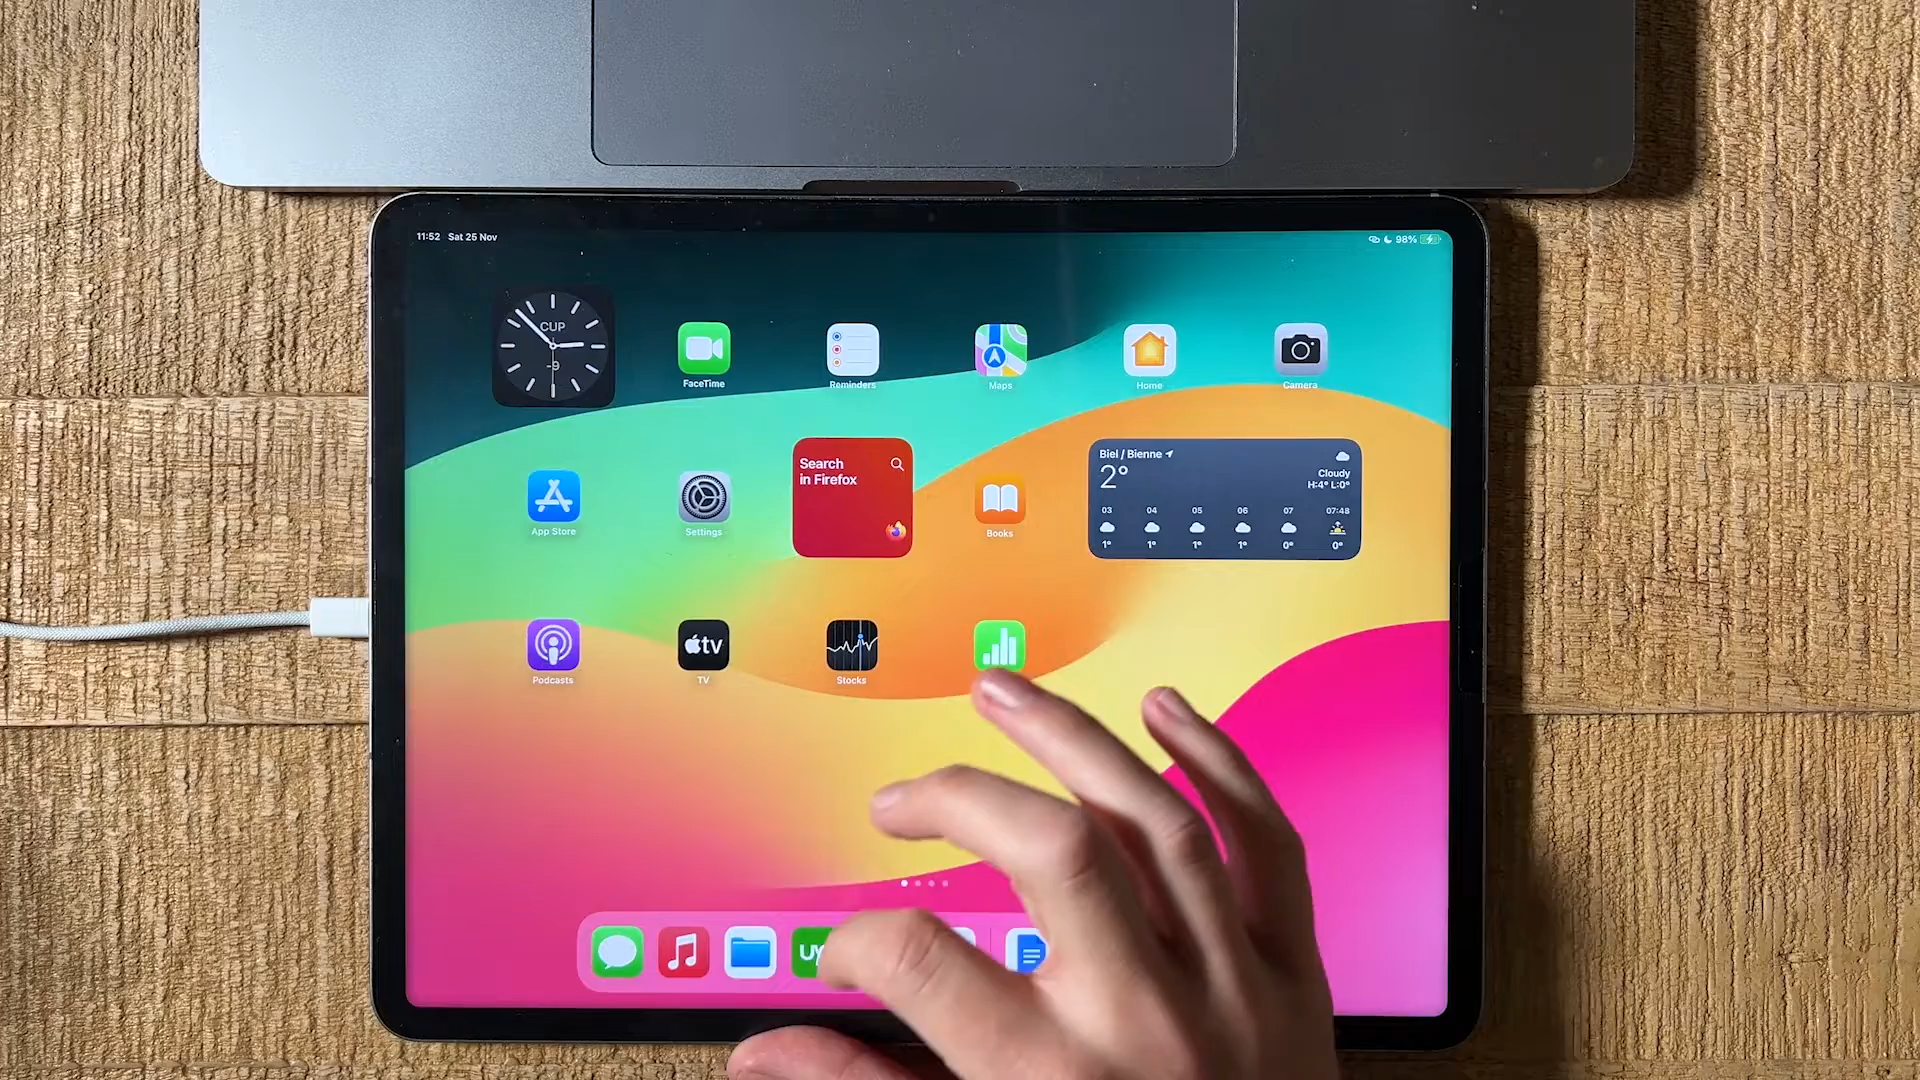 11:52 Sat 25 Nov
98%
CUP
-9
FaceTime
Reminders
Maps
Home
Camera
App Store
Settings
Search
in Firefox
Books
Biel / Bienne
2°
Cloudy
H:4° L:0°
03 04 05 06 07 07:48
1° 1° 1° 1° 0° 0°
Podcasts
tv
TV
Stocks